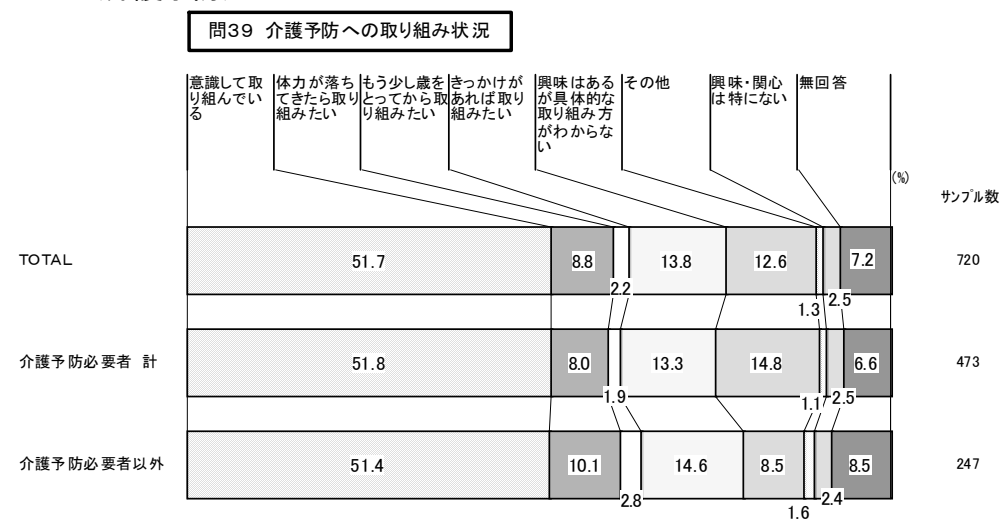 問39 介護予防への取り組み状況
意識して取
り組んでい
る
体力が落ち
てきたら取り
組みたい
もう少し歳を
とってから取
り組みたい
きっかけが
あれば取り
組みたい
興味はある
が具体的な
取り組み方
がわからな
い
その他
興味・関心
は特にない
無回答
(%)
サンプル数
TOTAL
51.7
8.8
2.2
13.8
12.6
1.3
2.5
7.2
720
介護予防必要者 計
51.8
8.0
1.9
13.3
14.8
1.1
2.5
6.6
473
介護予防必要者以外
51.4
10.1
2.8
14.6
8.5
1.6
2.4
8.5
247